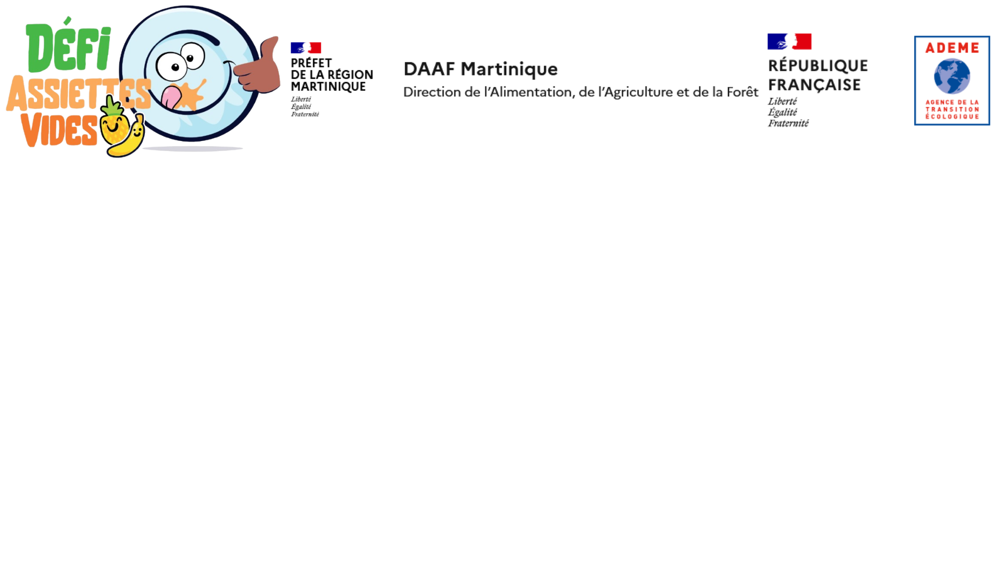 DÉFI
ASSIETTES
VIDES
PRÉFET
DE LA RÉGION
MARTINIQUE
Liberté
Égalité
Fraternité
DAAF Martinique
Direction de l'Alimentation, de l'Agriculture et de la Forêt
RÉPUBLIQUE
FRANÇAISE
Liberté
Égalité
Fraternité
ADEME
AGENCE DE LA
TRANSITION
ÉCOLOGIQUE